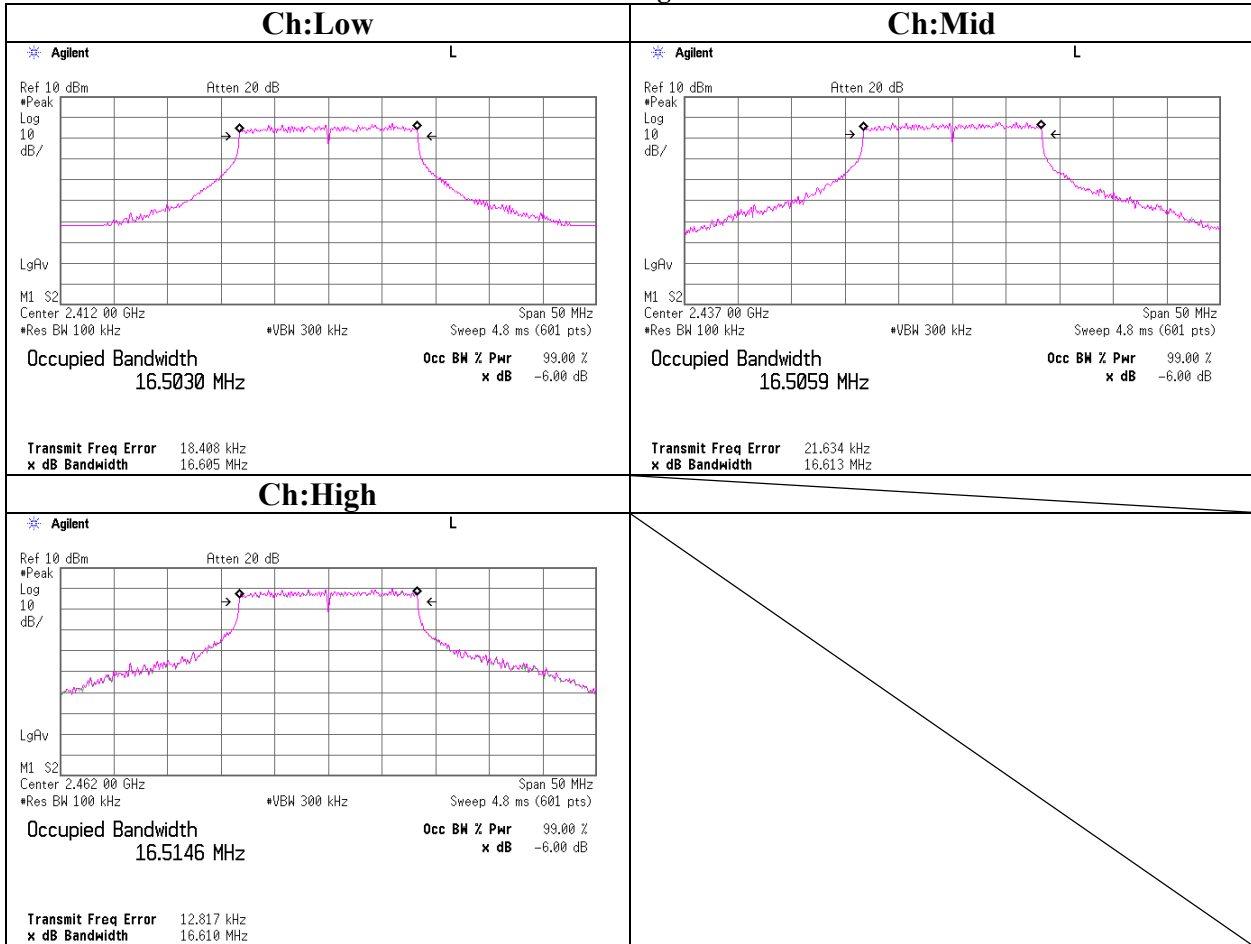 Ch:Low
Agilent
L
Ref 10 dBm Atten 20 dB
#Peak
Log
10
dB/
LgAv
M1 S2
Center 2.412 00 GHz Span 50 MHz
#Res BW 100 kHz #VBW 300 kHz Sweep 4.8 ms (601 pts)
Occupied Bandwidth Occ BW % Pwr 99.00 %
16.5030 MHz x dB -6.00 dB
Transmit Freq Error 18.408 kHz
x dB Bandwidth 16.605 MHz
Ch:Mid
Agilent
L
Ref 10 dBm Atten 20 dB
#Peak
Log
10
dB/
LgAv
M1 S2
Center 2.437 00 GHz Span 50 MHz
#Res BW 100 kHz #VBW 300 kHz Sweep 4.8 ms (601 pts)
Occupied Bandwidth Occ BW % Pwr 99.00 %
16.5059 MHz x dB -6.00 dB
Transmit Freq Error 21.634 kHz
x dB Bandwidth 16.613 MHz
Ch:High
Agilent
L
Ref 10 dBm Atten 20 dB
#Peak
Log
10
dB/
LgAv
M1 S2
Center 2.462 00 GHz Span 50 MHz
#Res BW 100 kHz #VBW 300 kHz Sweep 4.8 ms (601 pts)
Occupied Bandwidth Occ BW % Pwr 99.00 %
16.5146 MHz x dB -6.00 dB
Transmit Freq Error 12.817 kHz
x dB Bandwidth 16.610 MHz